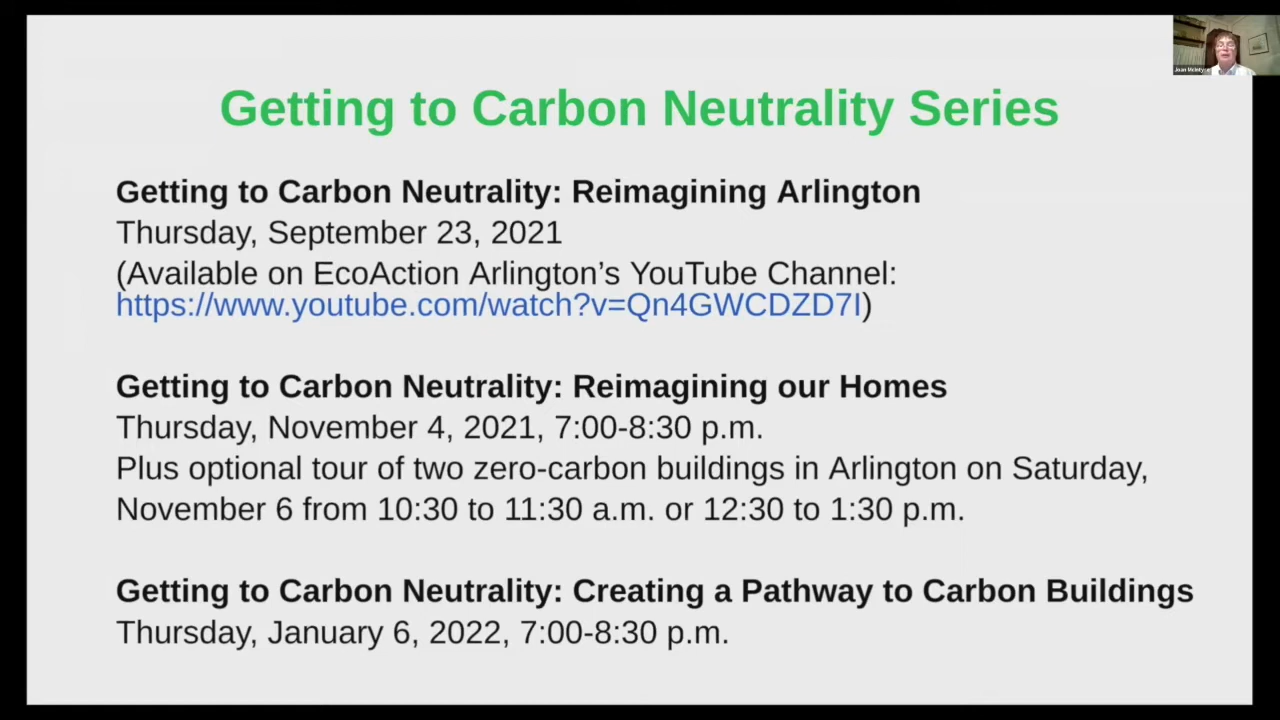 Getting to Carbon Neutrality Series
Getting to Carbon Neutrality: Reimagining Arlington
Thursday, September 23, 2021
(Available on EcoAction Arlington’s YouTube Channel:
https://www.youtube.com/watch?v=Qn4GWCDZD7I)
Getting to Carbon Neutrality: Reimagining our Homes
Thursday, November 4, 2021, 7:00-8:30 p.m.
Plus optional tour of two zero-carbon buildings in Arlington on Saturday,
November 6 from 10:30 to 11:30 a.m. or 12:30 to 1:30 p.m.
Getting to Carbon Neutrality: Creating a Pathway to Carbon Buildings
Thursday, January 6, 2022, 7:00-8:30 p.m.
Joan McIntyre